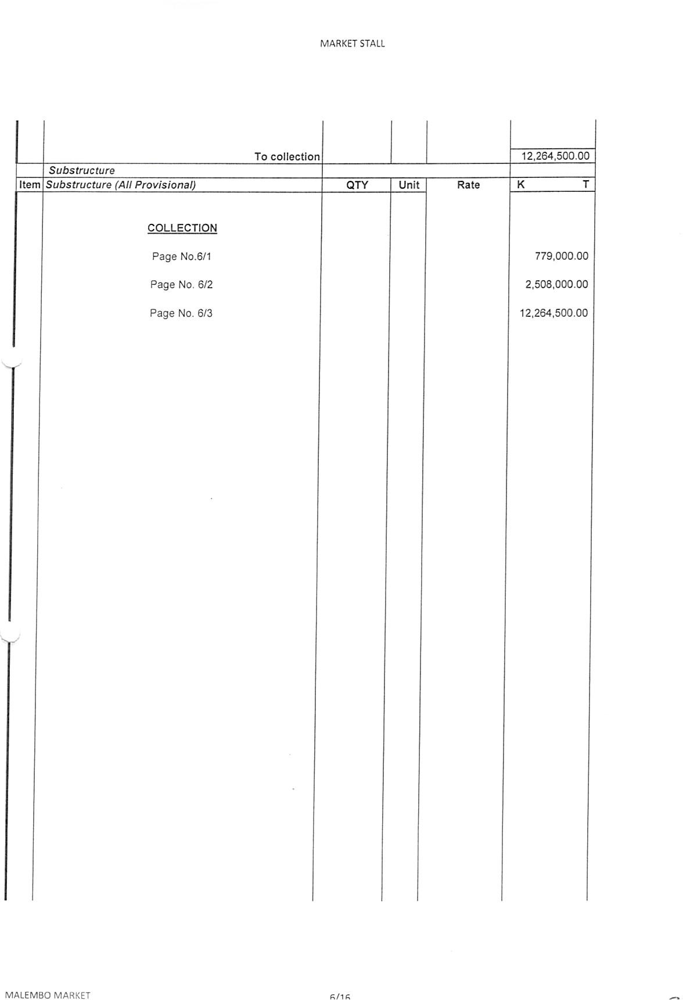 MARKET STALL
To collection 12,264,500.00
Substructure
Item Substructure (All Provisional) QTY Unit Rate K T
COLLECTION
Page No.6/1 779,000.00
Page No. 6/2 2,508,000.00
Page No. 6/3 12,264,500.00
MALEMBO MARKET 6/16